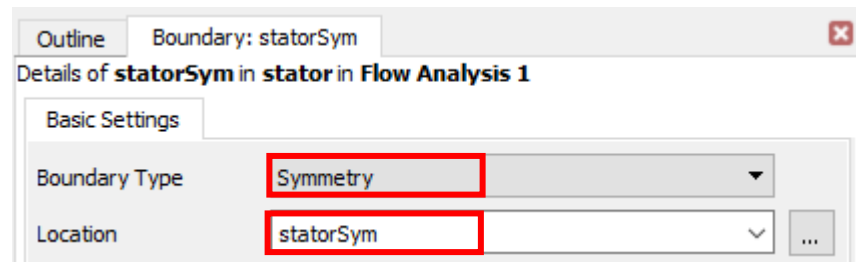 Outline Boundary: statorSym
Details of statorSym in stator in Flow Analysis 1
Basic Settings
Boundary Type Symmetry
Location statorSym ...